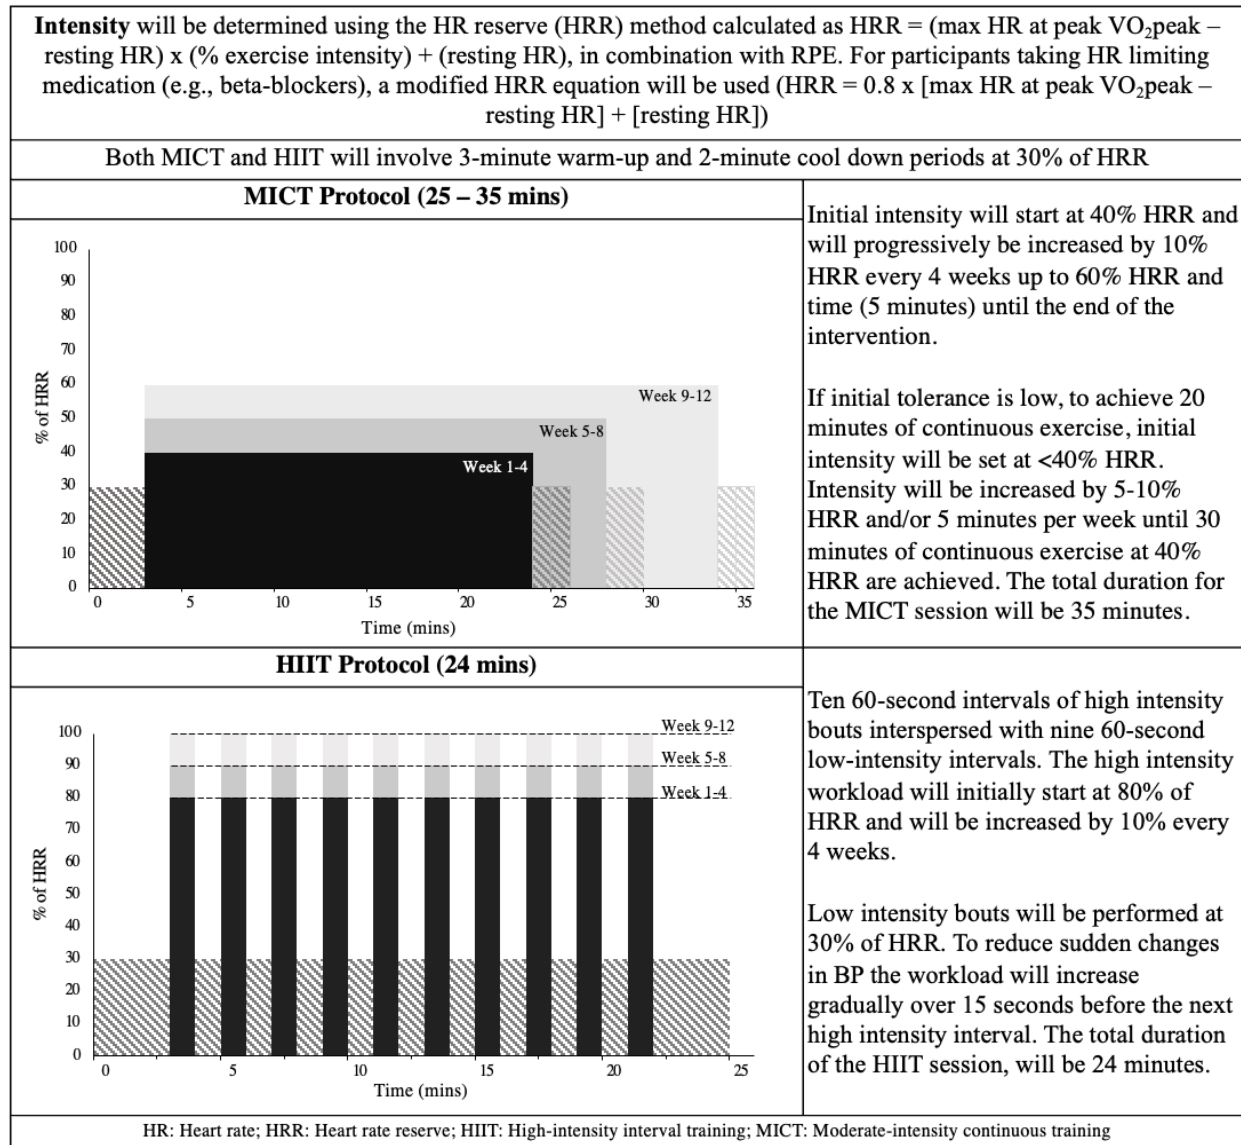 Intensity will be determined using the HR reserve (HRR) method calculated as HRR = (max HR at peak VO₂peak –
resting HR) x (% exercise intensity) + (resting HR), in combination with RPE. For participants taking HR limiting
medication (e.g., beta-blockers), a modified HRR equation will be used (HRR = 0.8 x [max HR at peak VO₂peak –
resting HR] + [resting HR])
Both MICT and HIIT will involve 3-minute warm-up and 2-minute cool down periods at 30% of HRR
MICT Protocol (25 – 35 mins)
100
90
80
70
60
50
40
30
20
10
0
% of HRR
Week 9-12
Week 5-8
Week 1-4
0 5 10 15 20 25 30 35
Time (mins)
Initial intensity will start at 40% HRR and
will progressively be increased by 10%
HRR every 4 weeks up to 60% HRR and
time (5 minutes) until the end of the
intervention.
If initial tolerance is low, to achieve 20
minutes of continuous exercise, initial
intensity will be set at <40% HRR.
Intensity will be increased by 5-10%
HRR and/or 5 minutes per week until 30
minutes of continuous exercise at 40%
HRR are achieved. The total duration for
the MICT session will be 35 minutes.
HIIT Protocol (24 mins)
100
90
80
70
60
50
40
30
20
10
0
% of HRR
Week 9-12
Week 5-8
Week 1-4
0 5 10 15 20 25
Time (mins)
Ten 60-second intervals of high intensity
bouts interspersed with nine 60-second
low-intensity intervals. The high intensity
workload will initially start at 80% of
HRR and will be increased by 10% every
4 weeks.
Low intensity bouts will be performed at
30% of HRR. To reduce sudden changes
in BP the workload will increase
gradually over 15 seconds before the next
high intensity interval. The total duration
of the HIIT session, will be 24 minutes.
HR: Heart rate; HRR: Heart rate reserve; HIIT: High-intensity interval training; MICT: Moderate-intensity continuous training